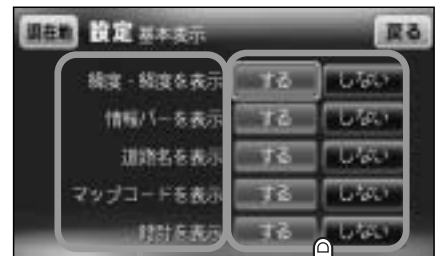 現在地 設定 基本表示 戻る
緯度・経度を表示 する しない
情報バーを表示 する しない
道路名を表示 する しない
マップコードを表示 する しない
時計を表示 する しない